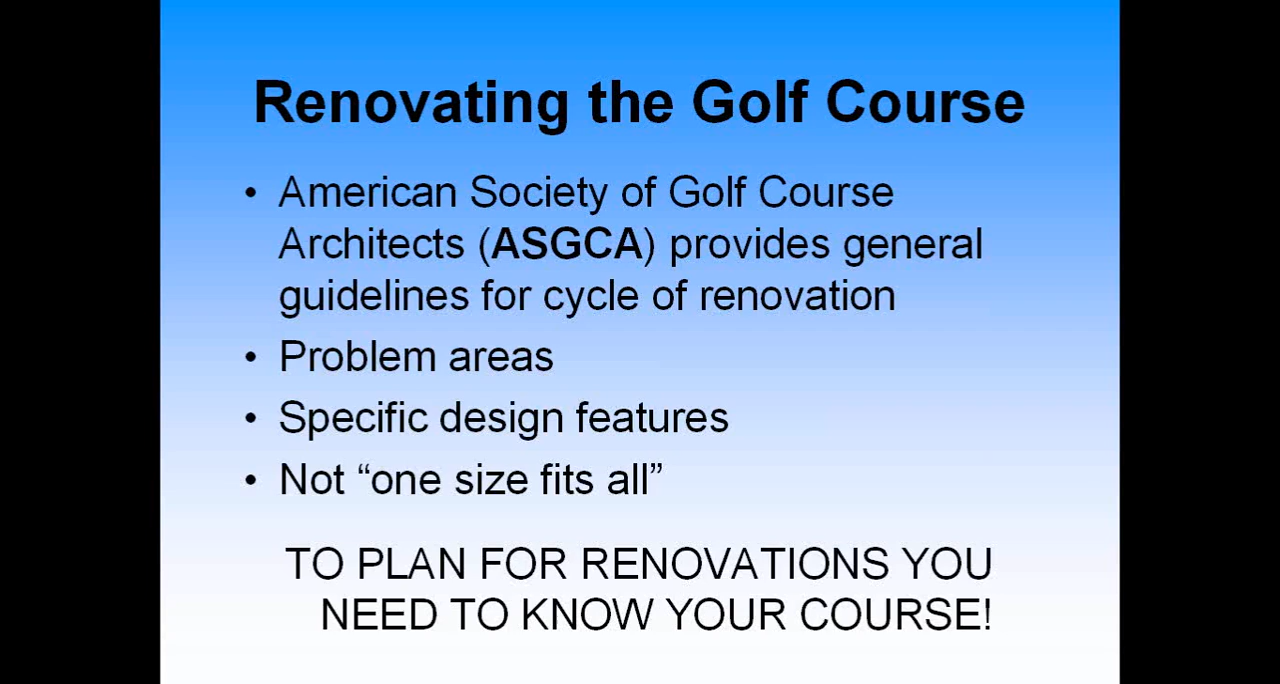 Renovating the Golf Course
• American Society of Golf Course
Architects (ASGCA) provides general
guidelines for cycle of renovation
• Problem areas
• Specific design features
• Not “one size fits all”
TO PLAN FOR RENOVATIONS YOU
NEED TO KNOW YOUR COURSE!